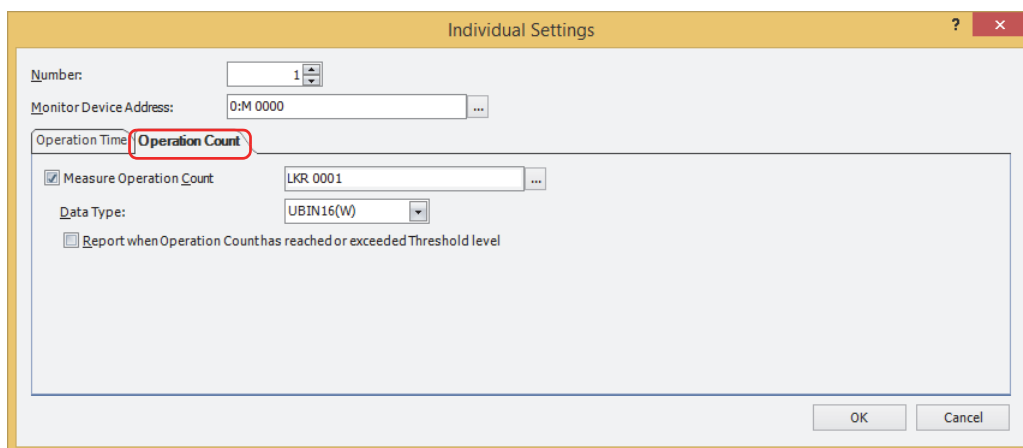 Individual Settings ?
Number: 1
Monitor Device Address: 0:M 0000 ...
Operation Time Operation Count
Measure Operation Count LKR 0001 ...
Data Type: UBIN16(W)
Report when Operation Count has reached or exceeded Threshold level
OK Cancel